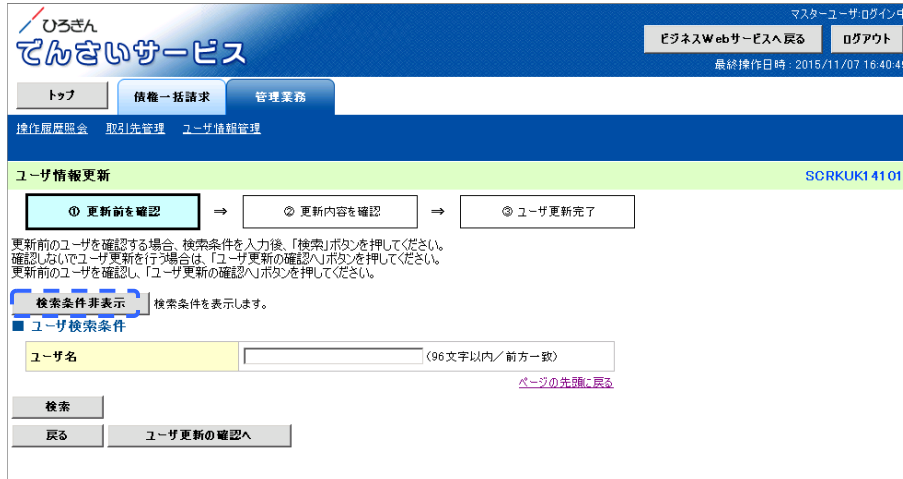 マスターユーザ:ログイン中
ひろぎん
でんさいサービス
ビジネスWebサービスへ戻る ログアウト
最終操作日時：2015/11/07 16:40:49
トップ 債権一括請求 管理業務
操作履歴照会 取引先管理 ユーザ情報管理
ユーザ情報更新 SCRKUK14101
① 更新前を確認 ⇒ ② 更新内容を確認 ⇒ ③ ユーザ更新完了
更新前のユーザを確認する場合、検索条件を入力後、「検索」ボタンを押してください。
確認しないでユーザ更新を行う場合は、「ユーザ更新の確認へ」ボタンを押してください。
更新前のユーザを確認し、「ユーザ更新の確認へ」ボタンを押してください。
検索条件非表示 検索条件を表示します。
■ ユーザ検索条件
ユーザ名 (96文字以内／前方一致)
ページの先頭に戻る
検索
戻る ユーザ更新の確認へ